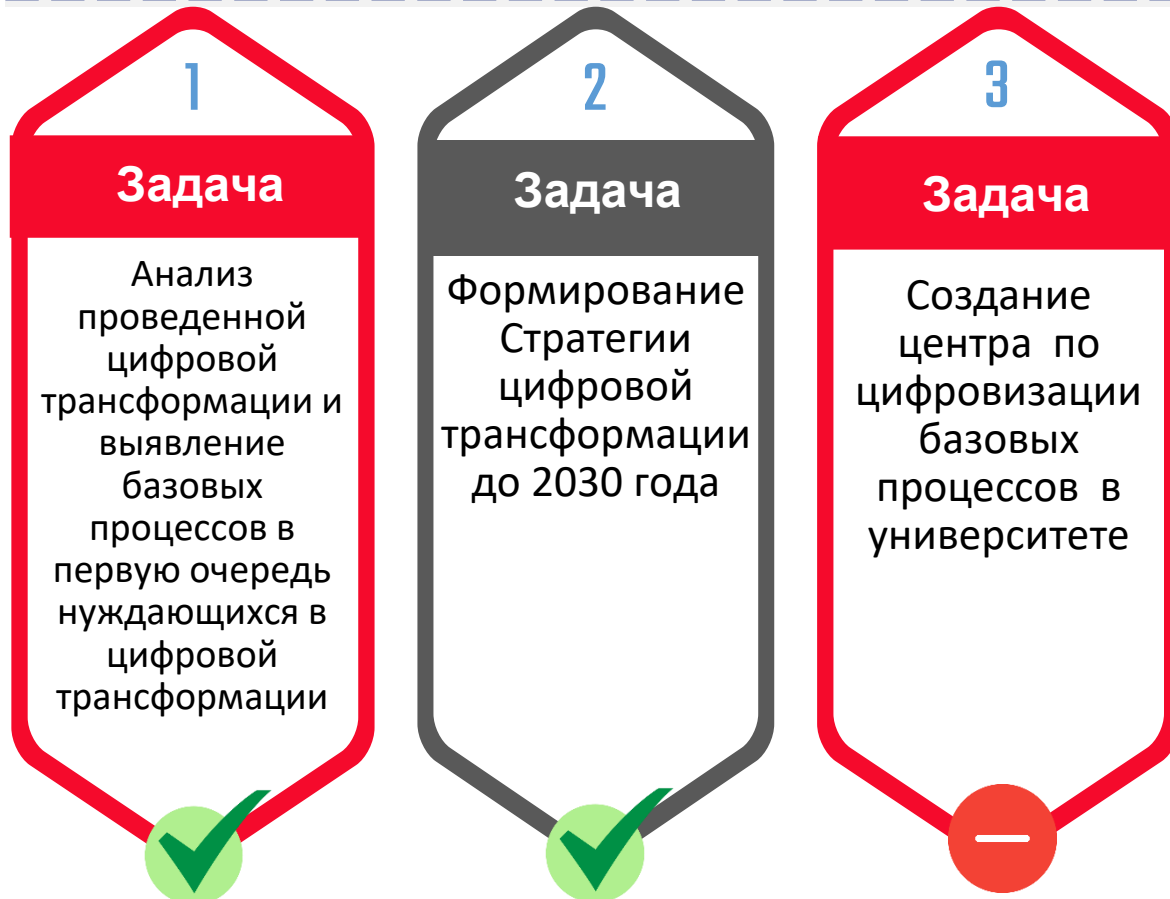 1
Задача
Анализ
проведенной
цифровой
трансформации и
выявление
базовых
процессов в
первую очередь
нуждающихся в
цифровой
трансформации
2
Задача
Формирование
Стратегии
цифровой
трансформации
до 2030 года
3
Задача
Создание
центра по
цифровизации
базовых
процессов в
университете